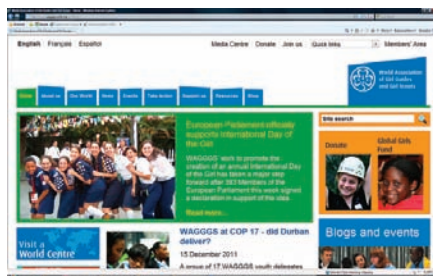 English Français Español
Media Centre Donate Join us Quick links Members' Area
World Association
of Girl Guides
and Girl Scouts
Home About us Our World News Events Take Action Support us Resources Shop
European Parliament officially
supports International Day of
the Girl
WAGGGS' work to promote the
creation of an annual International Day
of the Girl has taken a major step
forward after 393 Members of the
European Parliament this week signed
a declaration in support of this idea.
Read more...
Site search
Donate
Global Girls
Fund
Visit a
World Centre
WAGGGS at COP 17 - did Durban
deliver?
15 December 2011
A group of 17 WAGGGS youth delegates
Blogs and events